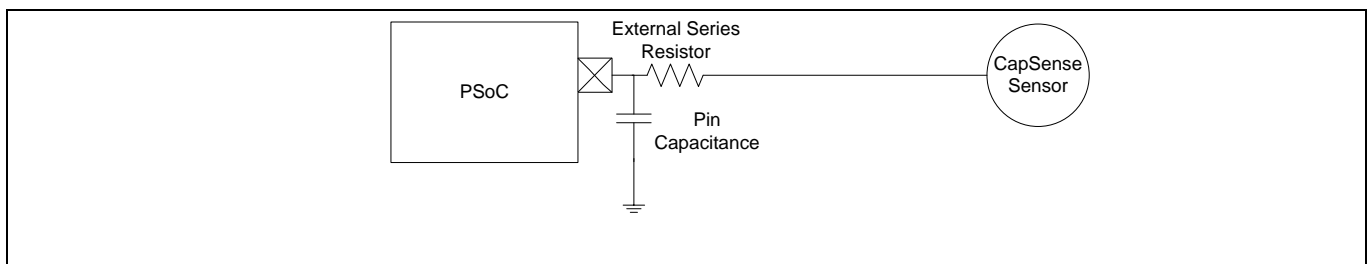 External Series
Resistor
CapSense
Sensor
PSoC
Pin
Capacitance